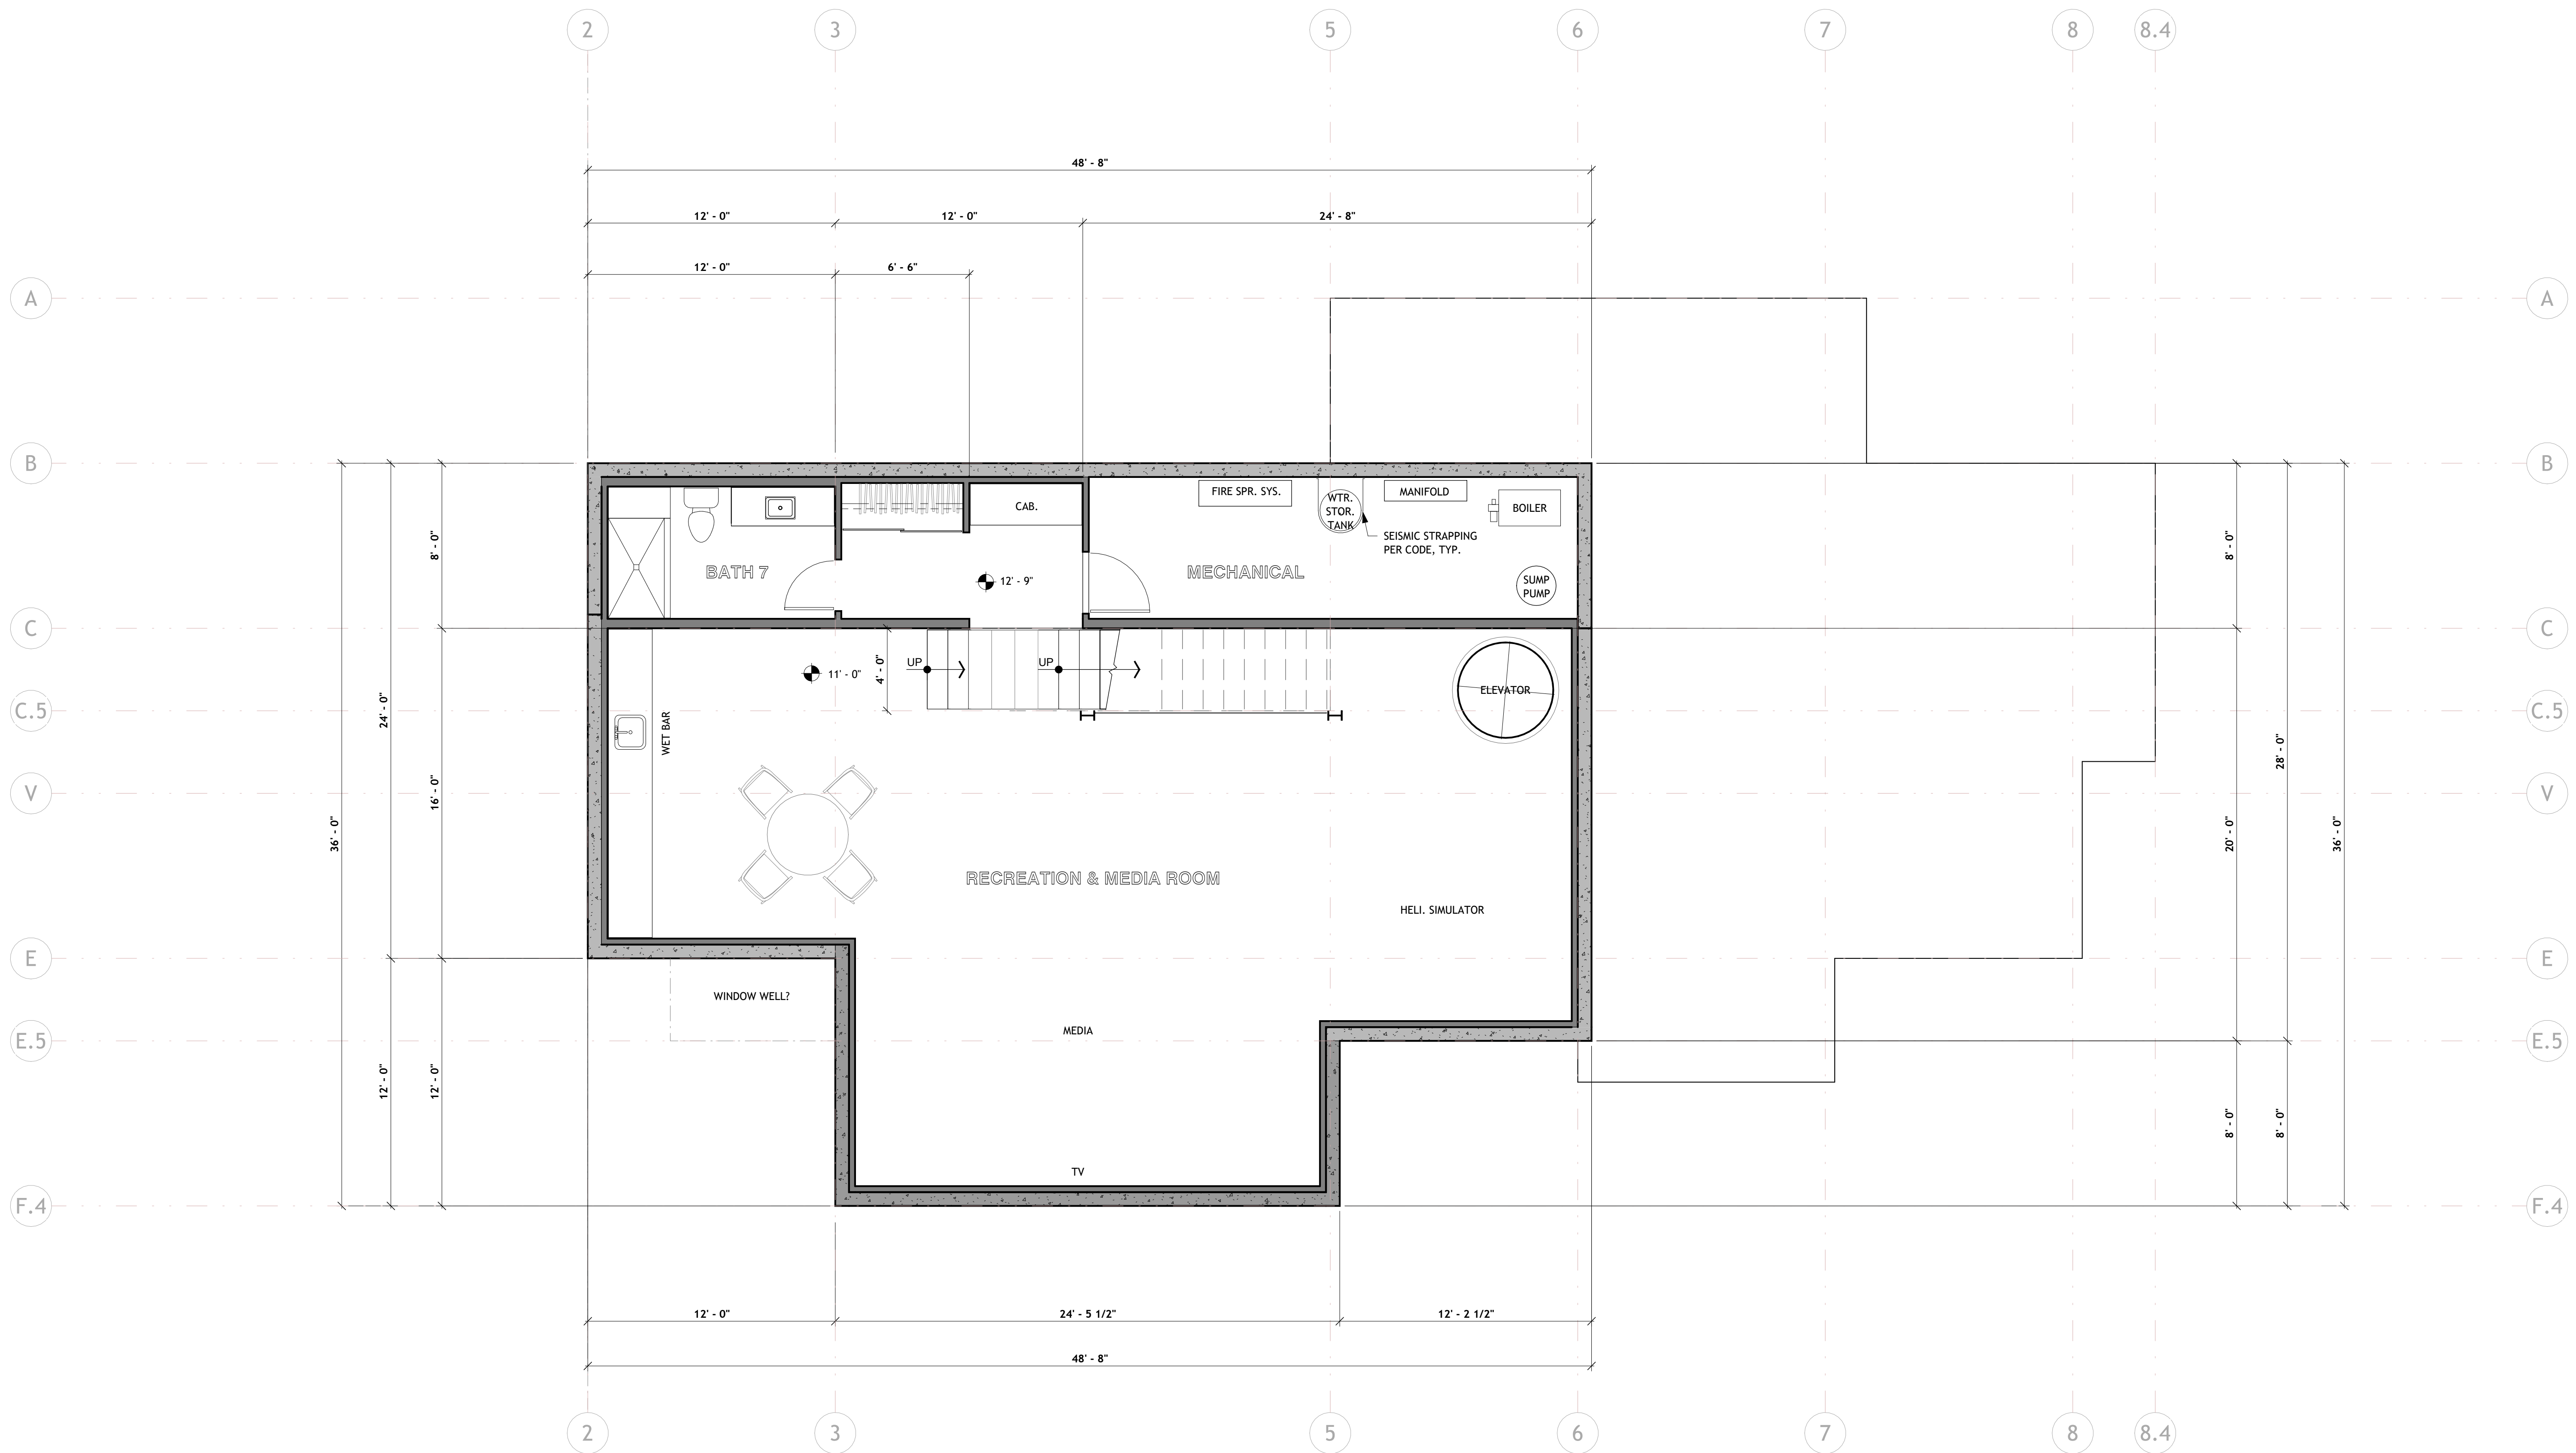 2 3 5 6 7 8 8.4
48' - 8"
12' - 0" 12' - 0" 24' - 8"
12' - 0" 6' - 6"
A A
B B
FIRE SPR. SYS.
WTR.
STOR.
TANK
MANIFOLD
BOILER
CAB.
SEISMIC STRAPPING
PER CODE, TYP.
8' - 0" 8' - 0"
BATH 7
12' - 9"
MECHANICAL
SUMP
PUMP
C C
UP UP
11' - 0"
4' - 0"
ELEVATOR
24' - 0"
C.5 C.5
WET BAR
28' - 0"
V V
16' - 0"
36' - 0"
20' - 0"
36' - 0"
RECREATION & MEDIA ROOM
HELI. SIMULATOR
E E
WINDOW WELL?
MEDIA
E.5 E.5
12' - 0" 12' - 0"
8' - 0" 8' - 0"
TV
F.4 F.4
12' - 0" 24' - 5 1/2" 12' - 2 1/2"
48' - 8"
2 3 5 6 7 8 8.4